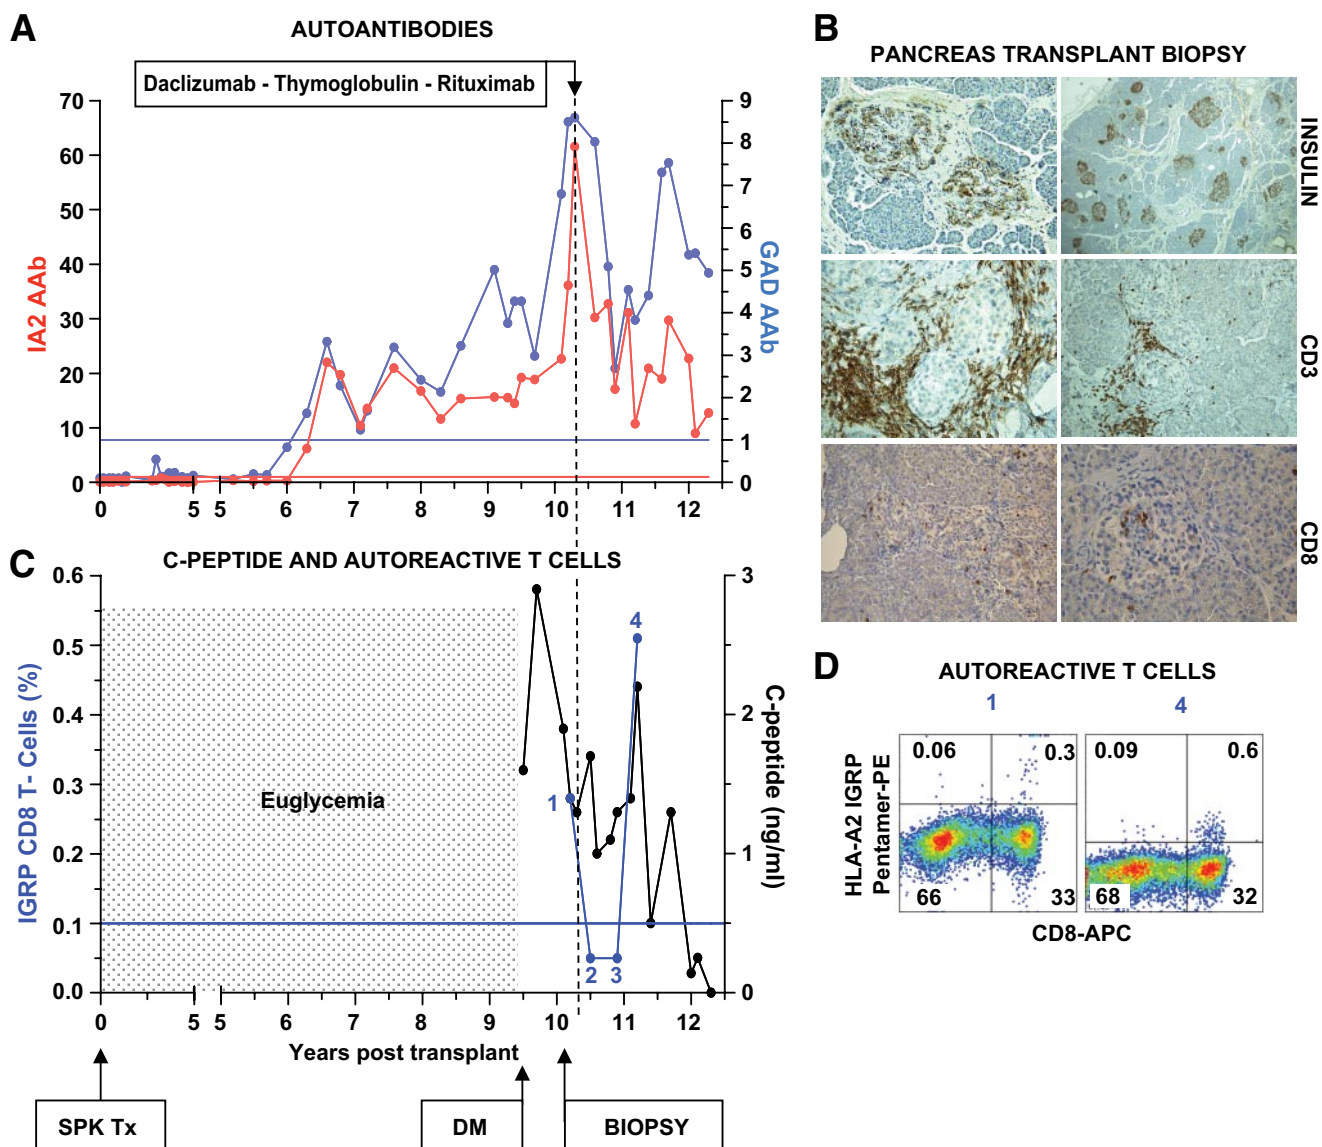 A
AUTOANTIBODIES
Daclizumab - Thymoglobulin - Rituximab
IA2 AAb
70
60
50
40
30
20
10
0
GAD AAb
9
8
7
6
5
4
3
2
1
0
0 5 5 6 7 8 9 10 11 12
B
PANCREAS TRANSPLANT BIOPSY
INSULIN
CD3
CD8
C
C-PEPTIDE AND AUTOREACTIVE T CELLS
IGRP CD8 T- Cells (%)
0.6
0.5
0.4
0.3
0.2
0.1
0.0
Euglycemia
1
2
3
4
C-peptide (ng/ml)
3
2
1
0
0 5 5 6 7 8 9 10 11 12
Years post transplant
SPK Tx
DM
BIOPSY
D
AUTOREACTIVE T CELLS
1 4
HLA-A2 IGRP
Pentamer-PE
0.06 0.3
66 33
0.09 0.6
68 32
CD8-APC